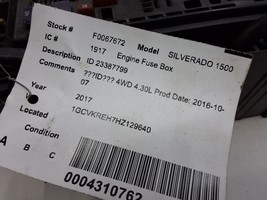 Stock # F0067672 Model SILVERADO 1500
IC # 1917 Engine Fuse Box
Description ID 23387799
Comments ???ID??? 4WD 4.30L Prod Date: 2016-10-
07
Year 2017
Located 1GCVKREH7HZ129640
Condition
A B C
0004310762